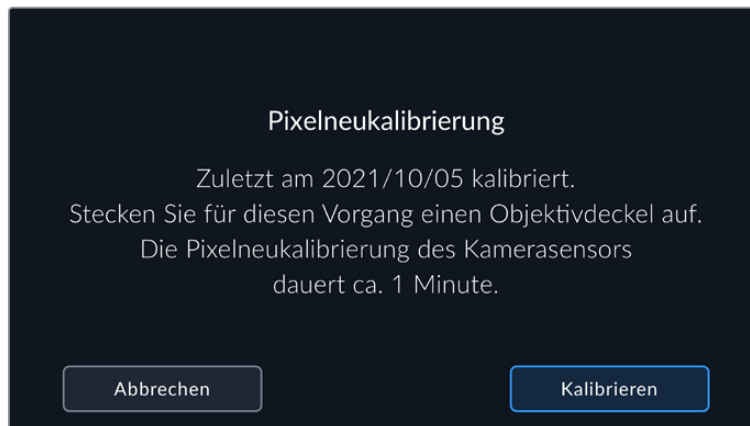 Pixelneukalibrierung
Zuletzt am 2021/10/05 kalibriert.
Stecken Sie für diesen Vorgang einen Objektivdeckel auf.
Die Pixelneukalibrierung des Kamerasensors
dauert ca. 1 Minute.
Abbrechen
Kalibrieren